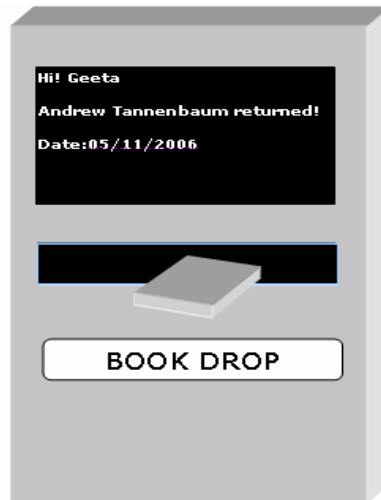 Hi! Geeta
Andrew Tannenbaum returned!
Date:05/11/2006
BOOK DROP